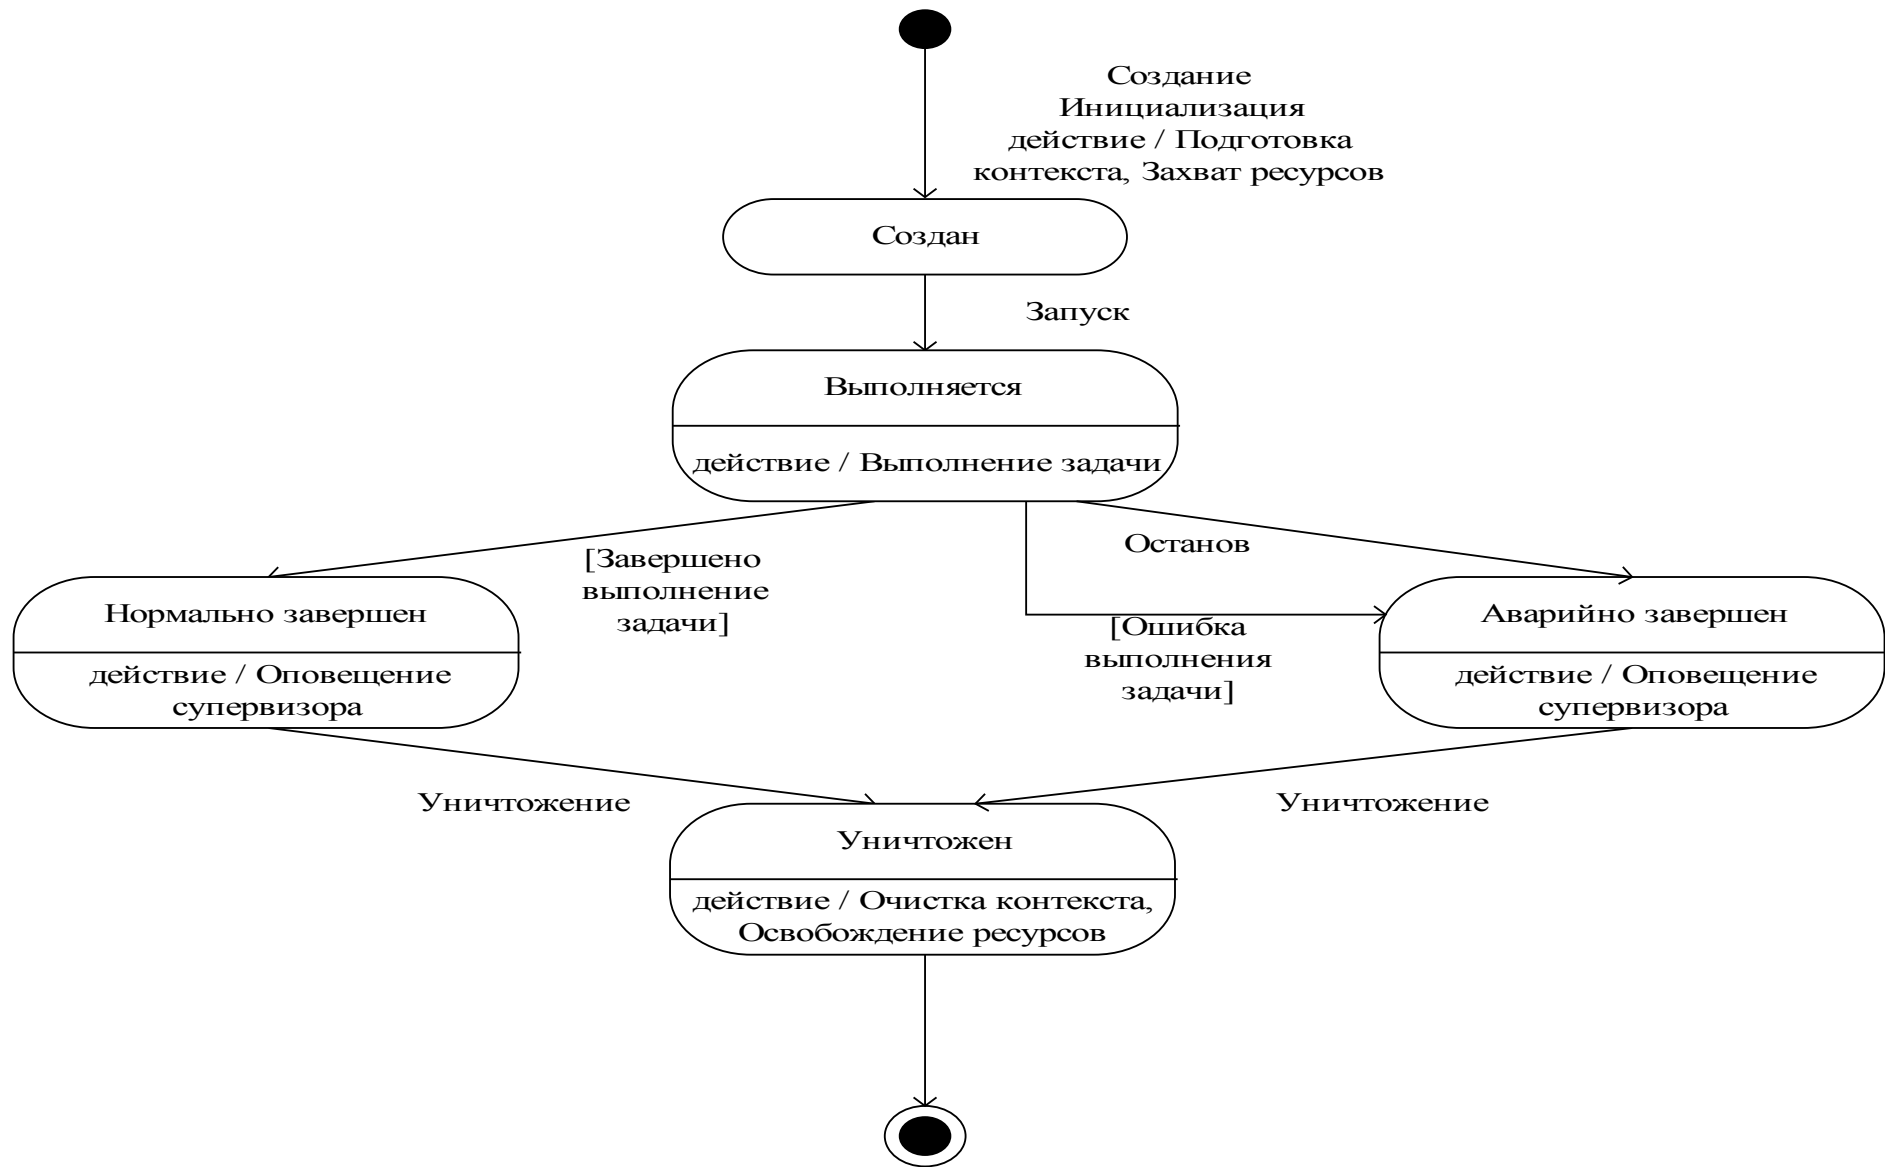 Создание
Инициализация
действие / Подготовка
контекста, Захват ресурсов
Создан
Запуск
Выполняется
действие / Выполнение задачи
[Завершено
выполнение
задачи]
Останов
[Ошибка
выполнения
задачи]
Нормально завершен
действие / Оповещение
супервизора
Аварийно завершен
действие / Оповещение
супервизора
Уничтожение
Уничтожение
Уничтожен
действие / Очистка контекста,
Освобождение ресурсов